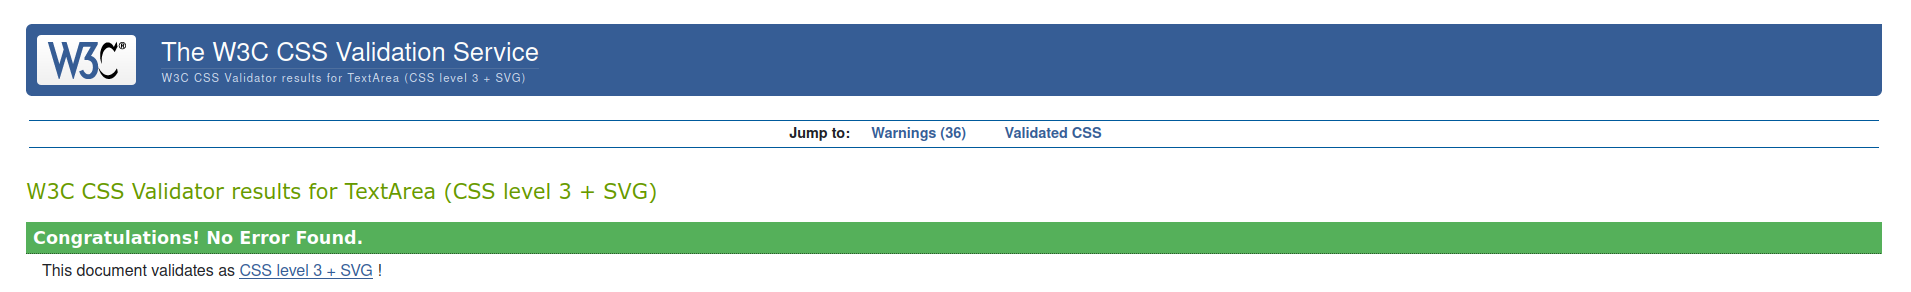 W3C®
The W3C CSS Validation Service
W3C CSS Validator results for TextArea (CSS level 3 + SVG)
Jump to: Warnings (36) Validated CSS
W3C CSS Validator results for TextArea (CSS level 3 + SVG)
Congratulations! No Error Found.
This document validates as CSS level 3 + SVG !